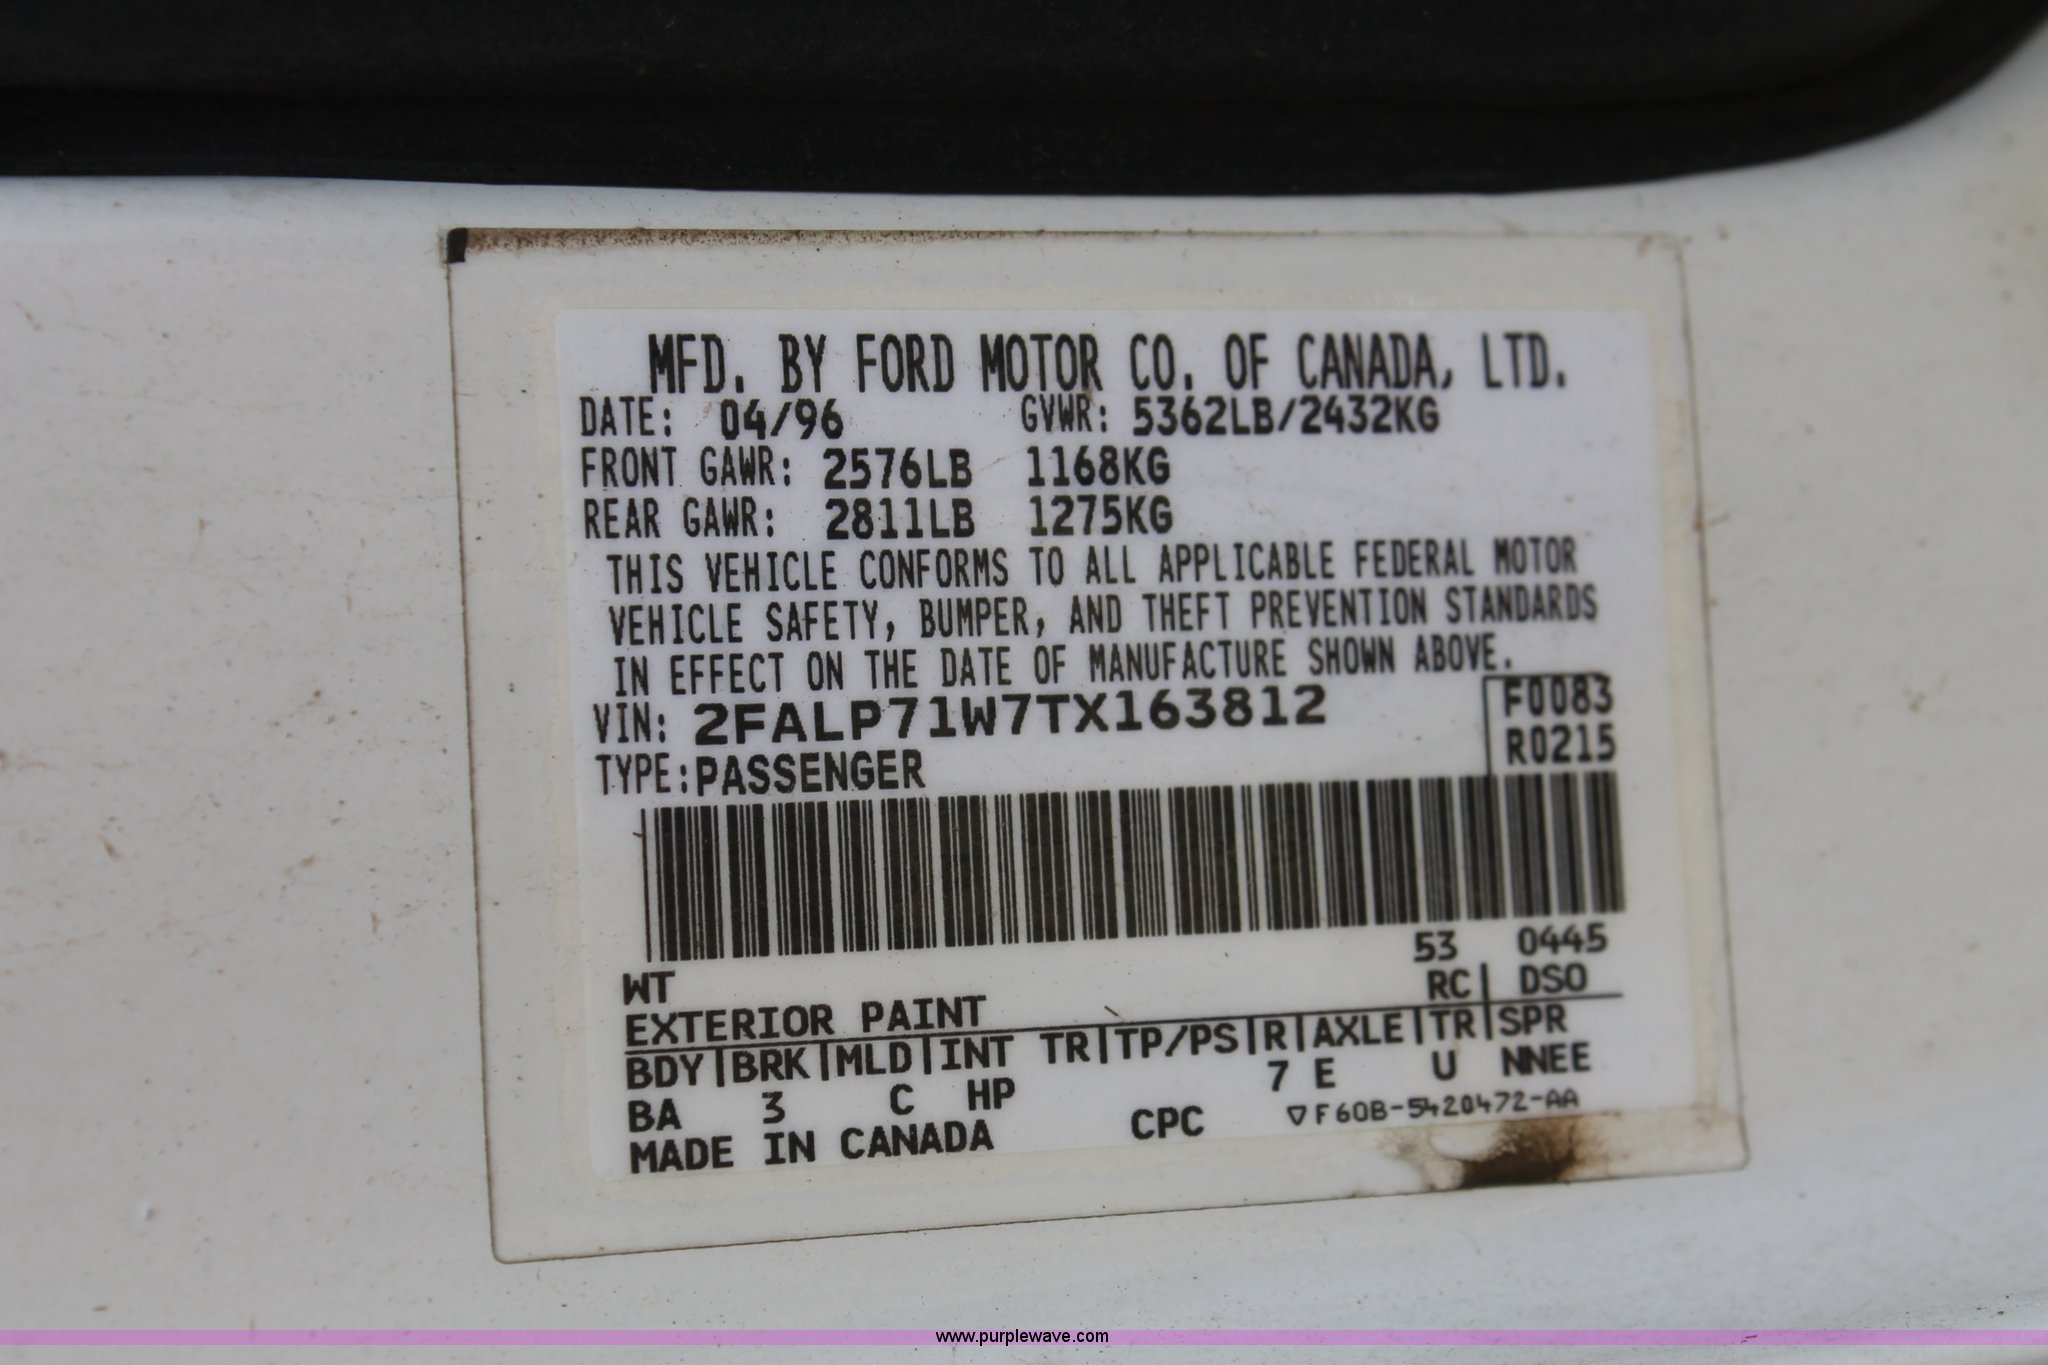 MFD. BY FORD MOTOR CO. OF CANADA, LTD.
DATE: 04/96 GVWR: 5362LB/2432KG
FRONT GAWR: 2576LB 1168KG
REAR GAWR: 2811LB 1275KG
THIS VEHICLE CONFORMS TO ALL APPLICABLE FEDERAL MOTOR
VEHICLE SAFETY, BUMPER, AND THEFT PREVENTION STANDARDS
IN EFFECT ON THE DATE OF MANUFACTURE SHOWN ABOVE.
VIN: 2FALP71W7TX163812 F0083
TYPE:PASSENGER R0215
53 0445
WT RC| DSO
EXTERIOR PAINT
BDY|BRK|MLD|INT TR|TP/PS|R|AXLE|TR|SPR
BA 3 C HP 7 E U NNEE
MADE IN CANADA CPC ▽F60B-5420472-AA
www.purplewave.com